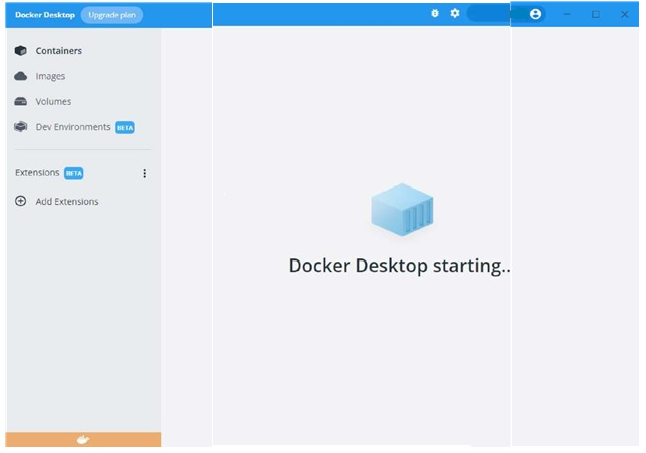 Docker Desktop Upgrade plan
Containers
Images
Volumes
Dev Environments BETA
Extensions BETA
Add Extensions
Docker Desktop starting..